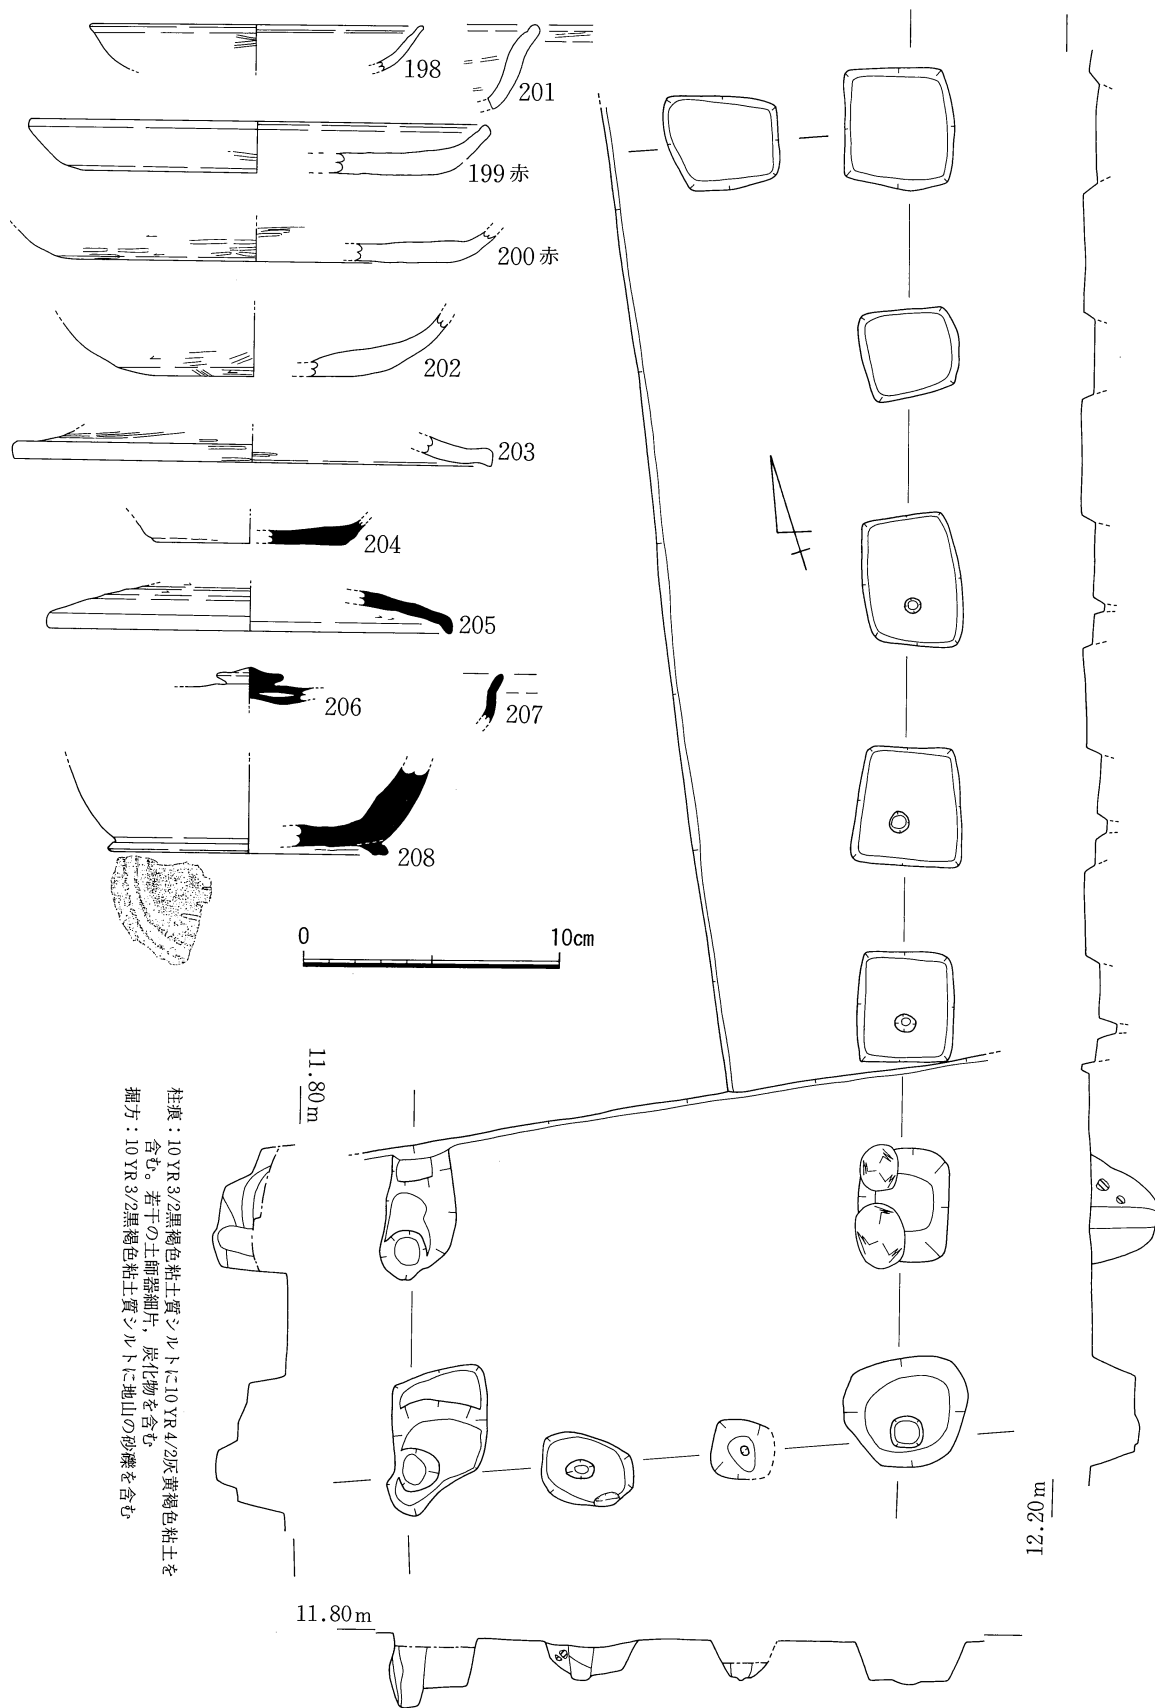 198
201
199赤
200赤
202
203
204
205
206
207
208
0 10cm
11.80m
柱痕：10YR3/2黒褐色粘土質シルトに10YR4/2灰黄褐色粘土を
含む。若干の土師器細片，炭化物を含む
掘方：10YR3/2黒褐色粘土質シルトに地山の砂礫を含む
12.20m
11.80m